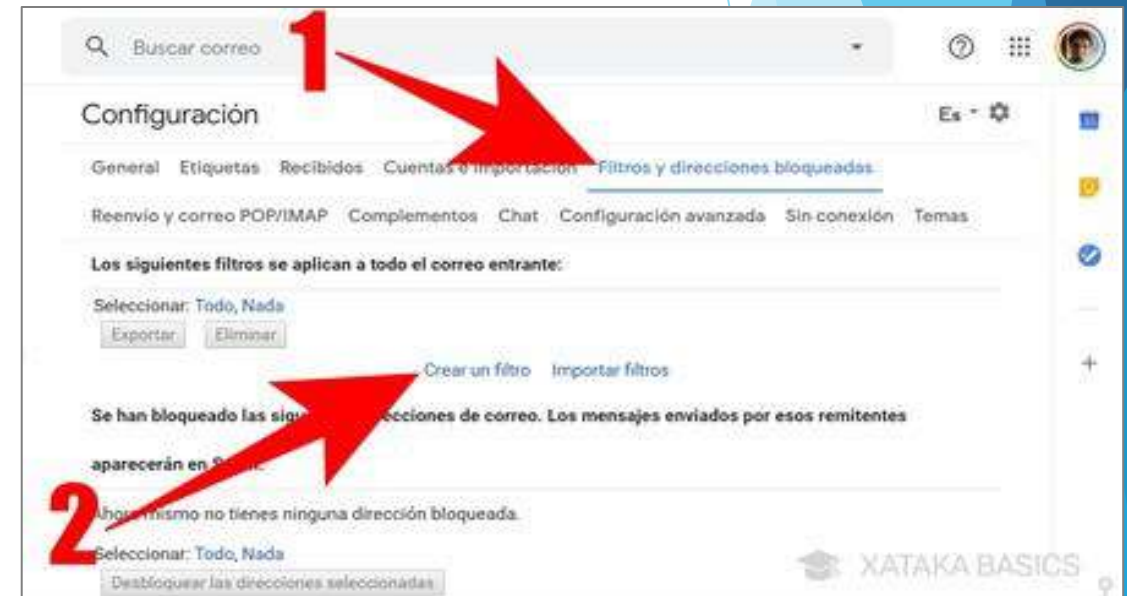 Buscar correo
1
Configuración
Es
General Etiquetas Recibidos Cuentas e importación Filtros y direcciones bloqueadas
Reenvío y correo POP/IMAP Complementos Chat Configuración avanzada Sin conexión Temas
Los siguientes filtros se aplican a todo el correo entrante:
Seleccionar: Todo, Nada
Exportar Eliminar
Crear un filtro Importar filtros
Se han bloqueado las direcciones de correo. Los mensajes enviados por esos remitentes
aparecerán en
2
Ahora mismo no tienes ninguna dirección bloqueada.
Seleccionar: Todo, Nada
Desbloquear las direcciones seleccionadas
XATAKA BASICS